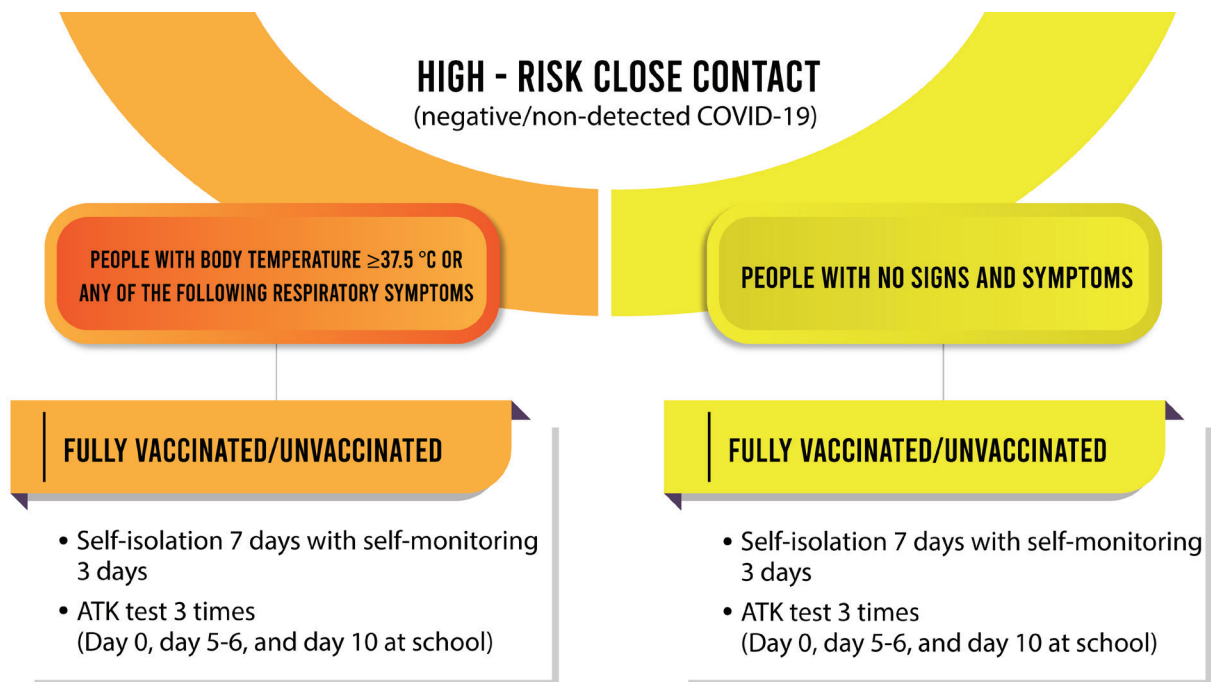 HIGH - RISK CLOSE CONTACT
(negative/non-detected COVID-19)
PEOPLE WITH BODY TEMPERATURE ≥37.5 °C OR
ANY OF THE FOLLOWING RESPIRATORY SYMPTOMS
FULLY VACCINATED/UNVACCINATED
• Self-isolation 7 days with self-monitoring
3 days
• ATK test 3 times
(Day 0, day 5-6, and day 10 at school)
PEOPLE WITH NO SIGNS AND SYMPTOMS
FULLY VACCINATED/UNVACCINATED
• Self-isolation 7 days with self-monitoring
3 days
• ATK test 3 times
(Day 0, day 5-6, and day 10 at school)